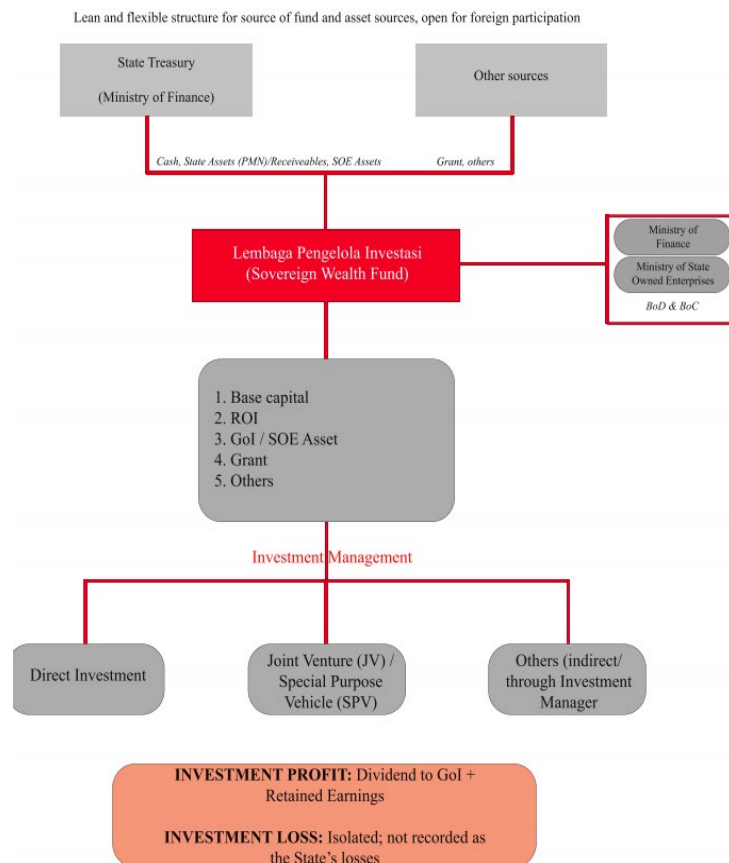 Lean and flexible structure for source of fund and asset sources, open for foreign participation
State Treasury
(Ministry of Finance)
Other sources
Cash, State Assets (PMN)/Receiveables, SOE Assets
Grant, others
Lembaga Pengelola Investasi
(Sovereign Wealth Fund)
Ministry of
Finance
Ministry of State
Owned Enterprises
BoD & BoC
1. Base capital
2. ROI
3. GoI / SOE Asset
4. Grant
5. Others
Investment Management
Direct Investment
Joint Venture (JV) /
Special Purpose
Vehicle (SPV)
Others (indirect/
through Investment
Manager
INVESTMENT PROFIT: Dividend to GoI +
Retained Earnings
INVESTMENT LOSS: Isolated; not recorded as
the State's losses